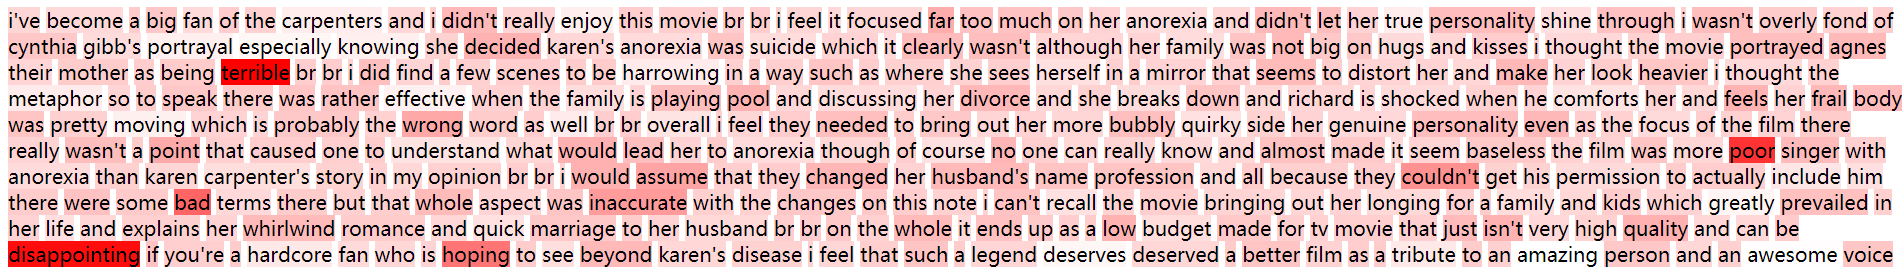 i've become a big fan of the carpenters and i didn't really enjoy this movie br br i feel it focused far too much on her anorexia and didn't let her true personality shine through i wasn't overly fond of
cynthia gibb's portrayal especially knowing she decided karen's anorexia was suicide which it clearly wasn't although her family was not big on hugs and kisses i thought the movie portrayed agnes
their mother as being terrible br br i did find a few scenes to be harrowing in a way such as where she sees herself in a mirror that seems to distort her and make her look heavier i thought the
metaphor so to speak there was rather effective when the family is playing pool and discussing her divorce and she breaks down and richard is shocked when he comforts her and feels her frail body
was pretty moving which is probably the wrong word as well br br overall i feel they needed to bring out her more bubbly quirky side her genuine personality even as the focus of the film there
really wasn't a point that caused one to understand what would lead her to anorexia though of course no one can really know and almost made it seem baseless the film was more poor singer with
anorexia than karen carpenter's story in my opinion br br i would assume that they changed her husband's name profession and all because they couldn't get his permission to actually include him
there were some bad terms there but that whole aspect was inaccurate with the changes on this note i can't recall the movie bringing out her longing for a family and kids which greatly prevailed in
her life and explains her whirlwind romance and quick marriage to her husband br br on the whole it ends up as a low budget made for tv movie that just isn't very high quality and can be
disappointing if you're a hardcore fan who is hoping to see beyond karen's disease i feel that such a legend deserves deserved a better film as a tribute to an amazing person and an awesome voice